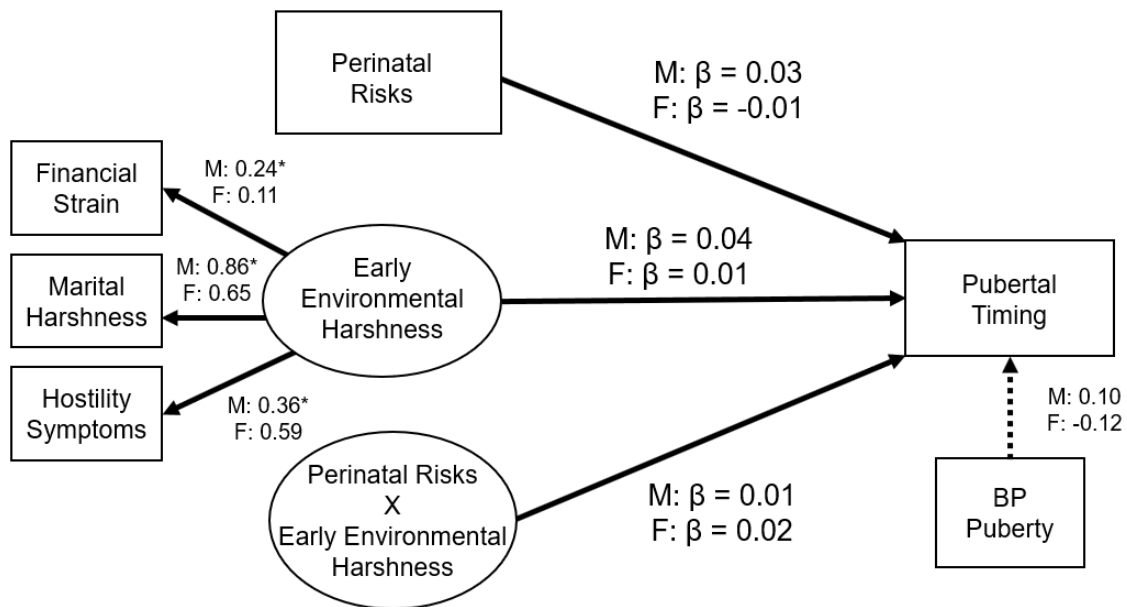 Perinatal
Risks
M: β = 0.03
F: β = -0.01
Financial
Strain
M: 0.24*
F: 0.11
Marital
Harshness
M: 0.86*
F: 0.65
Early
Environmental
Harshness
M: β = 0.04
F: β = 0.01
Pubertal
Timing
Hostility
Symptoms
M: 0.36*
F: 0.59
M: 0.10
F: -0.12
Perinatal Risks
X
Early Environmental
Harshness
M: β = 0.01
F: β = 0.02
BP
Puberty